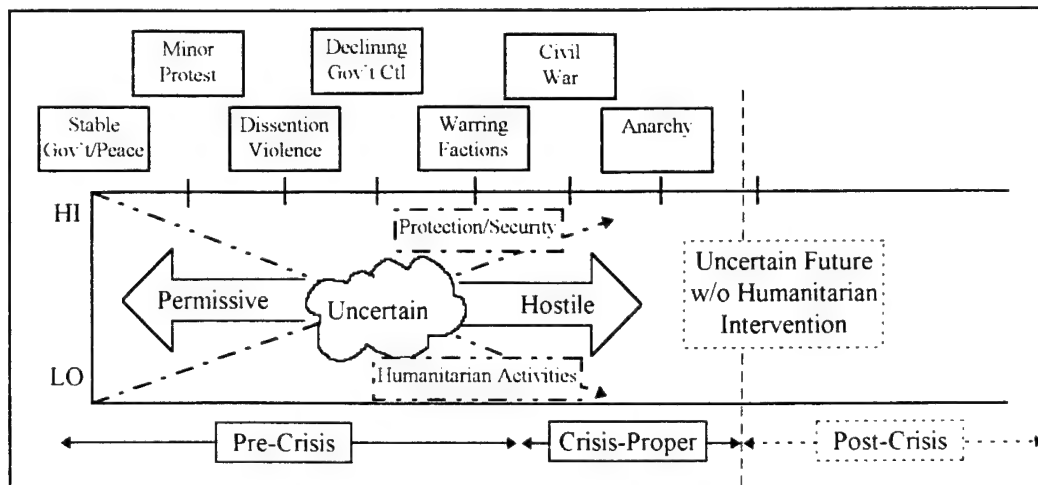 Minor
Protest
Declining
Gov't Ctl
Civil
War
Stable
Gov't/Peace
Dissention
Violence
Warring
Factions
Anarchy
HI
Protection/Security
Permissive
Uncertain
Hostile
Uncertain Future
w/o Humanitarian
Intervention
Humanitarian Activities
LO
Pre-Crisis
Crisis-Proper
Post-Crisis